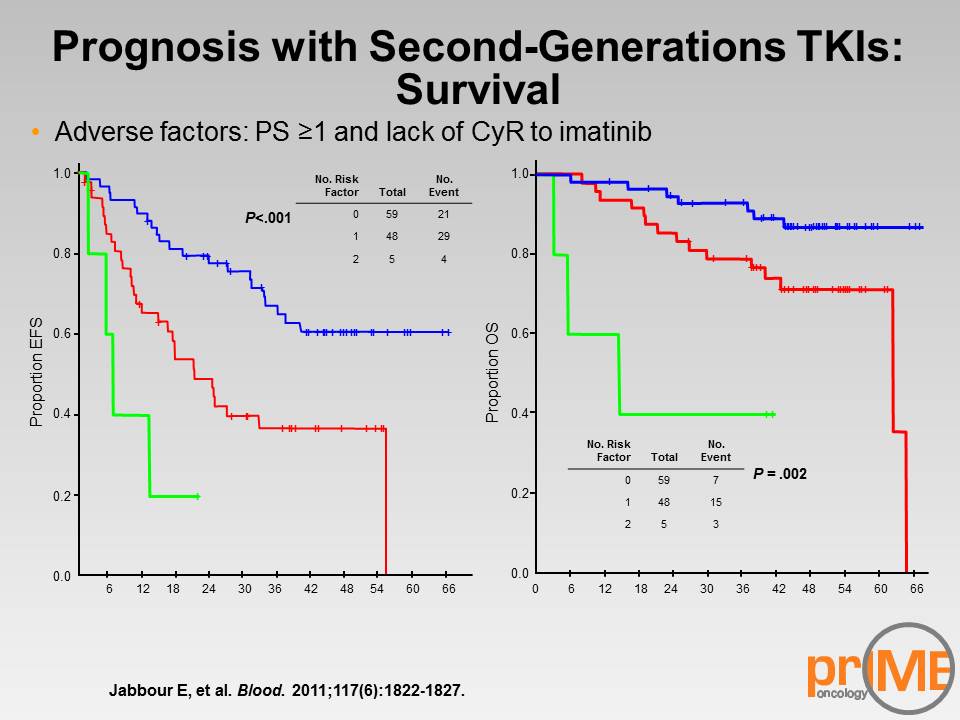 Prognosis with Second-Generations TKIs:
Survival
• Adverse factors: PS ≥1 and lack of CyR to imatinib
Proportion EFS
1.0
0.8
0.6
0.4
0.2
0.0
6 12 18 24 30 36 42 48 54 60 66
P<.001
No. Risk No.
Factor Total Event
0 59 21
1 48 29
2 5 4
Proportion OS
1.0
0.8
0.6
0.4
0.2
0.0
0 6 12 18 24 30 36 42 48 54 60 66
No. Risk No.
Factor Total Event
0 59 7
1 48 15
2 5 3
P = .002
Jabbour E, et al. Blood. 2011;117(6):1822-1827.
prIME
oncology